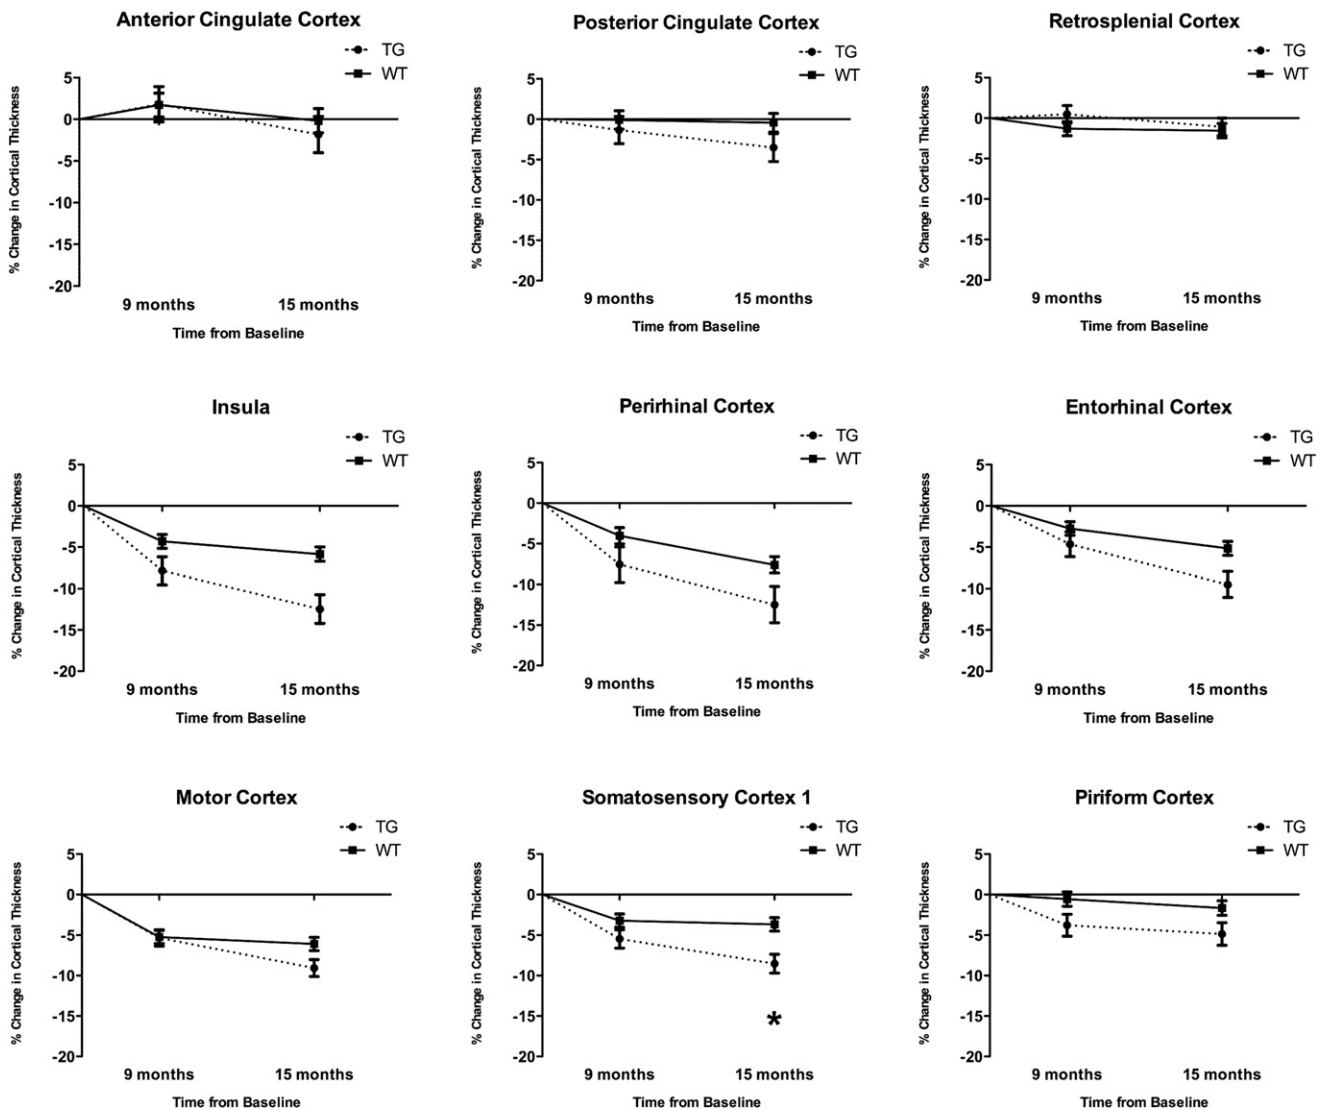 Anterior Cingulate Cortex
TG
WT
% Change in Cortical Thickness
5
0
-5
-10
-15
-20
9 months
15 months
Time from Baseline
Posterior Cingulate Cortex
TG
WT
% Change in Cortical Thickness
5
0
-5
-10
-15
-20
9 months
15 months
Time from Baseline
Retrosplenial Cortex
TG
WT
% Change in Cortical Thickness
5
0
-5
-10
-15
-20
9 months
15 months
Time from Baseline
Insula
TG
WT
% Change in Cortical Thickness
5
0
-5
-10
-15
-20
9 months
15 months
Time from Baseline
Perirhinal Cortex
TG
WT
% Change in Cortical Thickness
5
0
-5
-10
-15
-20
9 months
15 months
Time from Baseline
Entorhinal Cortex
TG
WT
% Change in Cortical Thickness
5
0
-5
-10
-15
-20
9 months
15 months
Time from Baseline
Motor Cortex
TG
WT
% Change in Cortical Thickness
5
0
-5
-10
-15
-20
9 months
15 months
Time from Baseline
Somatosensory Cortex 1
TG
WT
% Change in Cortical Thickness
5
0
-5
-10
-15
-20
*
9 months
15 months
Time from Baseline
Piriform Cortex
TG
WT
% Change in Cortical Thickness
5
0
-5
-10
-15
-20
9 months
15 months
Time from Baseline